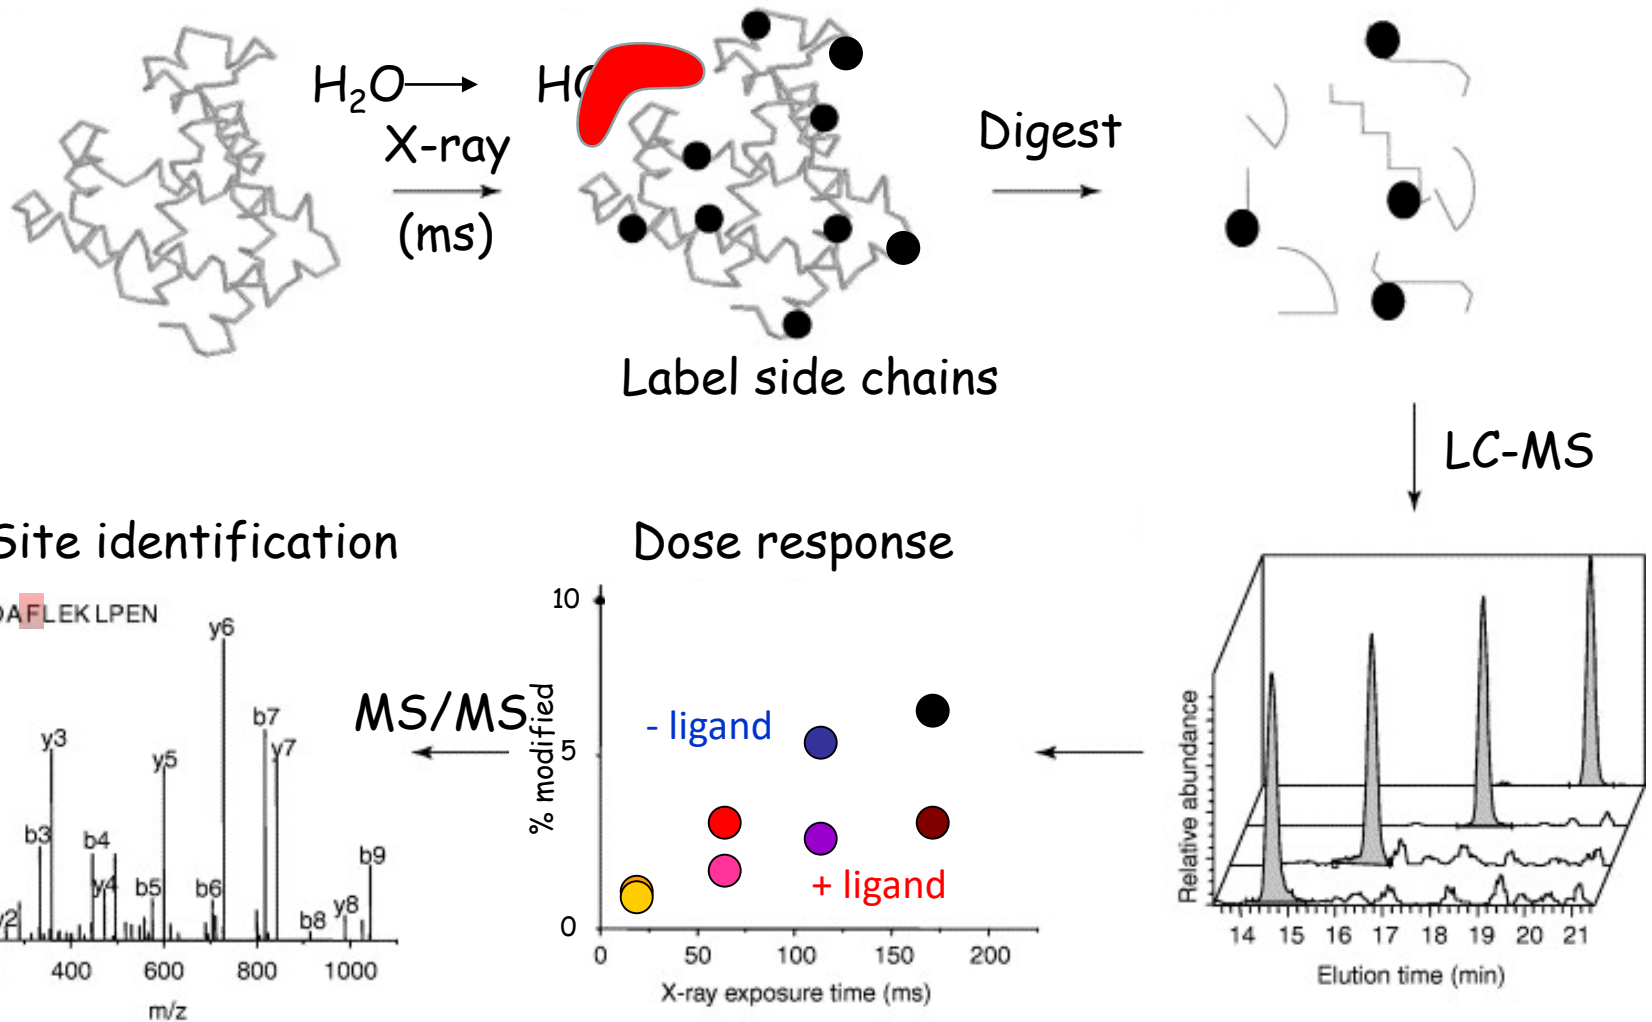 H₂O
HO
X-ray
(ms)
Digest
Label side chains
LC-MS
Site identification
Dose response
DAFLEKLPEN
MS/MS
y2
b3
y3
b4
y4
b5
y5
b6
y6
b7
y7
b8
y8
b9
400 600 800 1000
m/z
% modified
10
5
0
- ligand
+ ligand
0 50 100 150 200
X-ray exposure time (ms)
Relative abundance
14 15 16 17 18 19 20 21
Elution time (min)